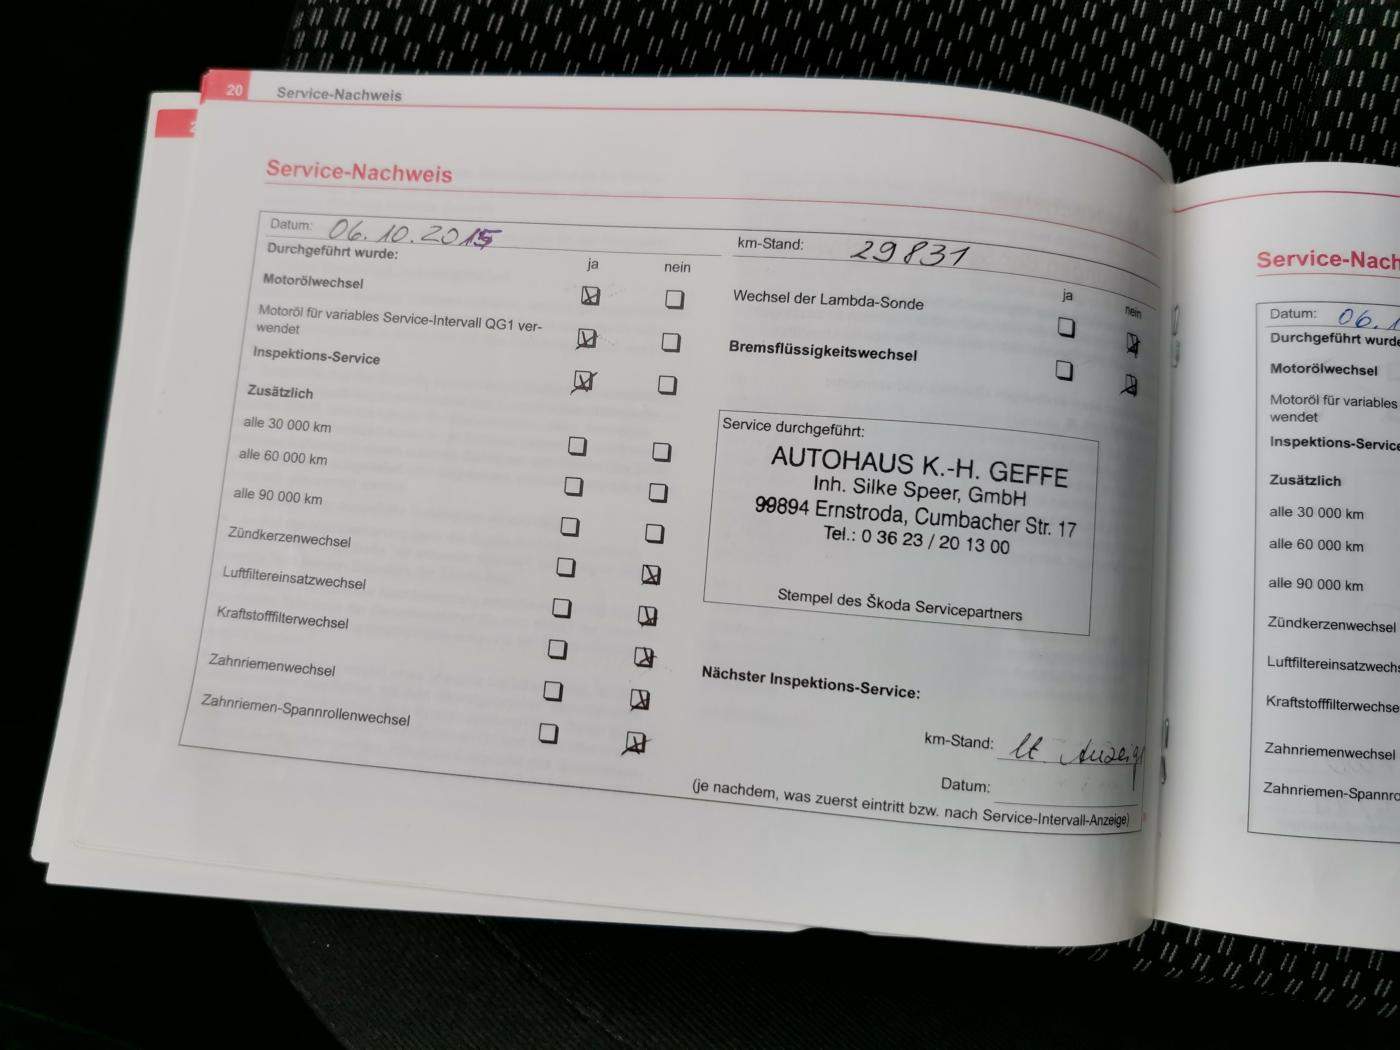 20 Service-Nachweis
Service-Nachweis
Datum: 06.10.2015
km-Stand: 29831
Durchgeführt wurde:
ja nein
Motorölwechsel
Motoröl für variables Service-Intervall QG1 ver-
wendet
Inspektions-Service
Zusätzlich
alle 30 000 km
alle 60 000 km
alle 90 000 km
Zündkerzenwechsel
Luftfiltereinsatzwechsel
Kraftstofffilterwechsel
Zahnriemenwechsel
Zahnriemen-Spannrollenwechsel
ja nein
Wechsel der Lambda-Sonde
Bremsflüssigkeitswechsel
Service durchgeführt:
AUTOHAUS K.-H. GEFFE
Inh. Silke Speer, GmbH
99894 Ernstroda, Cumbacher Str. 17
Tel.: 0 36 23 / 20 13 00
Stempel des Škoda Servicepartners
Nächster Inspektions-Service:
km-Stand: lt. Anzeige
Datum:
(je nachdem, was zuerst eintritt bzw. nach Service-Intervall-Anzeige)
Service-Nach
Datum: 06.1
Durchgeführt wurde
Motorölwechsel
Motoröl für variables
wendet
Inspektions-Service
Zusätzlich
alle 30 000 km
alle 60 000 km
alle 90 000 km
Zündkerzenwechsel
Luftfiltereinsatzwechs
Kraftstofffilterwechse
Zahnriemenwechsel
Zahnriemen-Spannro